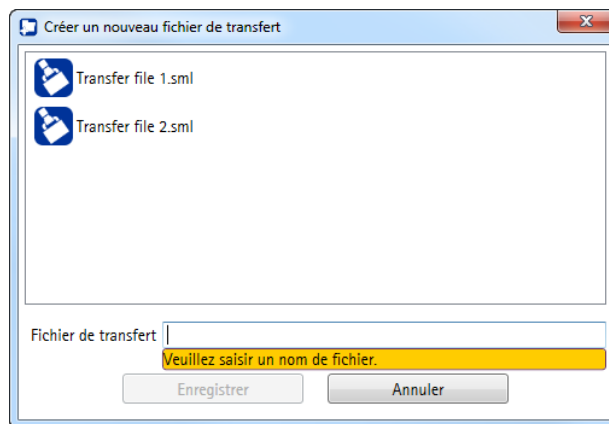 Créer un nouveau fichier de transfert
Transfer file 1.sml
Transfer file 2.sml
Fichier de transfert
Veuillez saisir un nom de fichier.
Enregistrer
Annuler